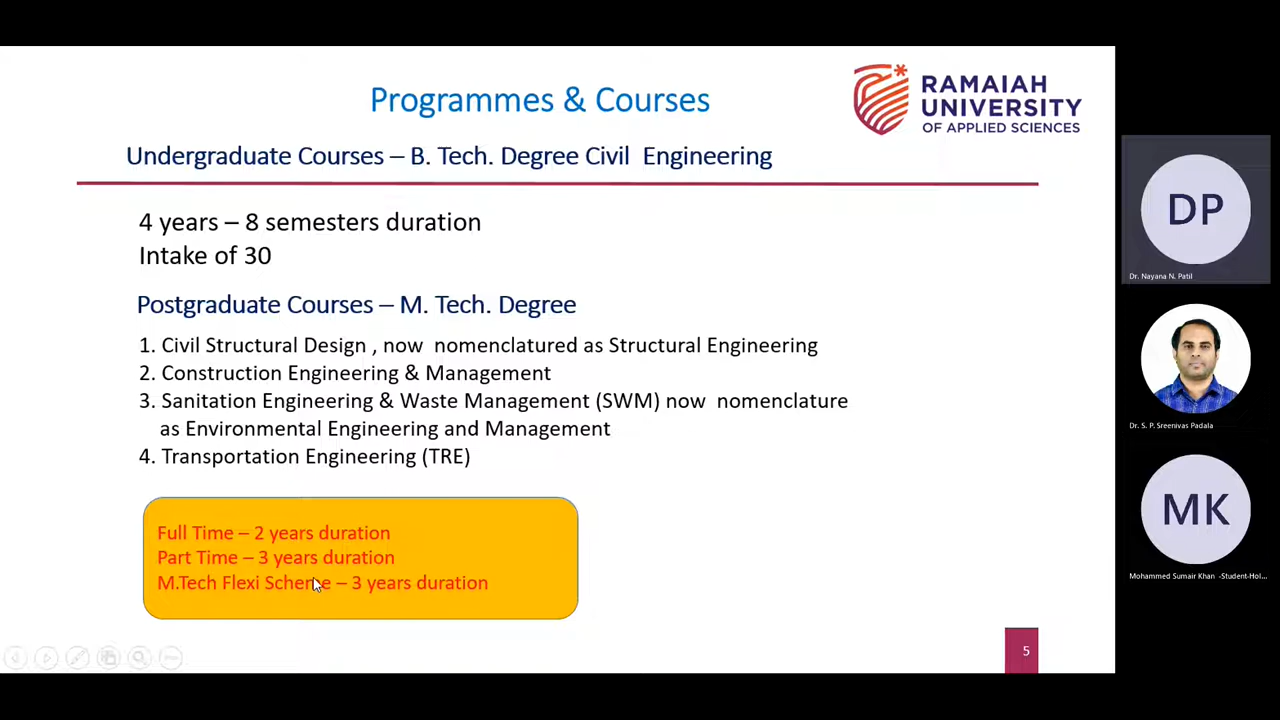 Programmes & Courses
RAMAIAH
UNIVERSITY
OF APPLIED SCIENCES
Undergraduate Courses – B. Tech. Degree Civil Engineering
4 years – 8 semesters duration
Intake of 30
Postgraduate Courses – M. Tech. Degree
1. Civil Structural Design , now nomenclatured as Structural Engineering
2. Construction Engineering & Management
3. Sanitation Engineering & Waste Management (SWM) now nomenclature
as Environmental Engineering and Management
4. Transportation Engineering (TRE)
Full Time – 2 years duration
Part Time – 3 years duration
M.Tech Flexi Scheme – 3 years duration
5
DP
Dr. Nayana N. Patil
Dr. S. P. Sreenivas Padala
MK
Mohammed Sumair Khan -Student-Hol...